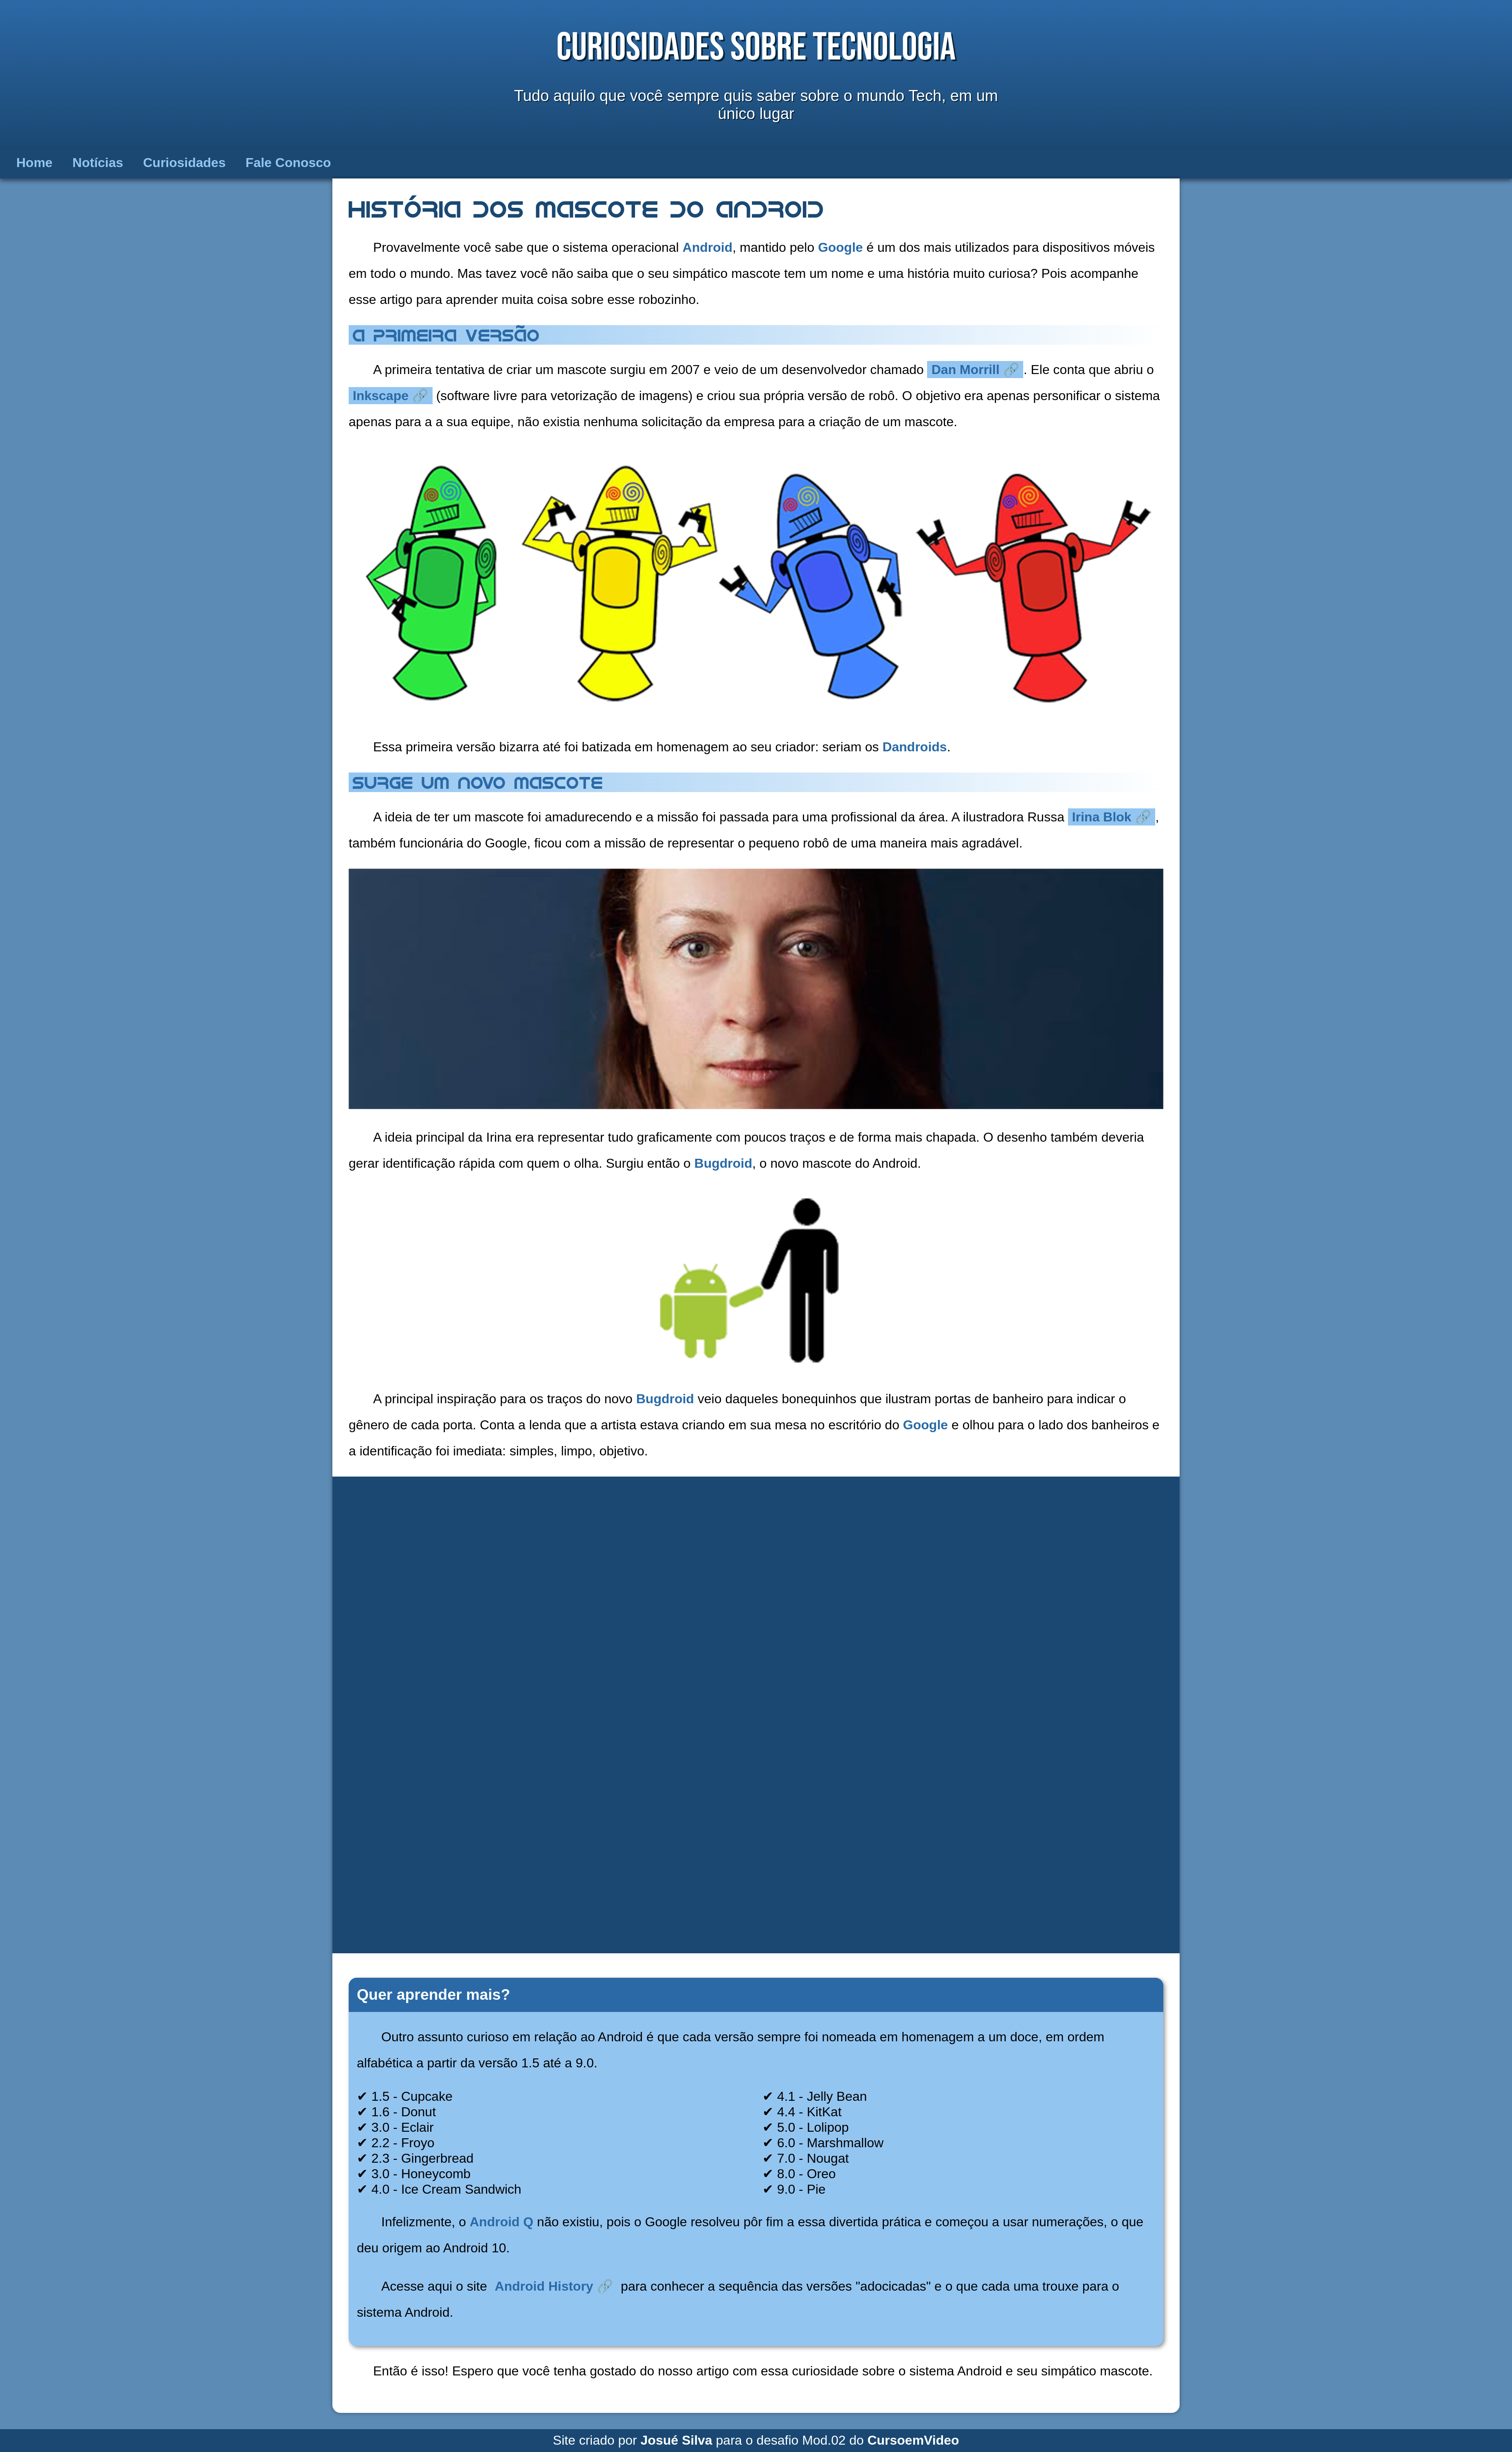 CURIOSIDADES SOBRE TECNOLOGIA
Tudo aquilo que você sempre quis saber sobre o mundo Tech, em um
único lugar
Home Notícias Curiosidades Fale Conosco
HISTÓRIA DOS MASCOTE DO ANDROID
Provavelmente você sabe que o sistema operacional Android, mantido pelo Google é um dos mais utilizados para dispositivos móveis
em todo o mundo. Mas tavez você não saiba que o seu simpático mascote tem um nome e uma história muito curiosa? Pois acompanhe
esse artigo para aprender muita coisa sobre esse robozinho.
A PRIMEIRA VERSÃO
A primeira tentativa de criar um mascote surgiu em 2007 e veio de um desenvolvedor chamado Dan Morrill 🔗. Ele conta que abriu o
Inkscape 🔗 (software livre para vetorização de imagens) e criou sua própria versão de robô. O objetivo era apenas personificar o sistema
apenas para a a sua equipe, não existia nenhuma solicitação da empresa para a criação de um mascote.
Essa primeira versão bizarra até foi batizada em homenagem ao seu criador: seriam os Dandroids.
SURGE UM NOVO MASCOTE
A ideia de ter um mascote foi amadurecendo e a missão foi passada para uma profissional da área. A ilustradora Russa Irina Blok 🔗,
também funcionária do Google, ficou com a missão de representar o pequeno robô de uma maneira mais agradável.
A ideia principal da Irina era representar tudo graficamente com poucos traços e de forma mais chapada. O desenho também deveria
gerar identificação rápida com quem o olha. Surgiu então o Bugdroid, o novo mascote do Android.
A principal inspiração para os traços do novo Bugdroid veio daqueles bonequinhos que ilustram portas de banheiro para indicar o
gênero de cada porta. Conta a lenda que a artista estava criando em sua mesa no escritório do Google e olhou para o lado dos banheiros e
a identificação foi imediata: simples, limpo, objetivo.
Quer aprender mais?
Outro assunto curioso em relação ao Android é que cada versão sempre foi nomeada em homenagem a um doce, em ordem
alfabética a partir da versão 1.5 até a 9.0.
✔ 1.5 - Cupcake
✔ 1.6 - Donut
✔ 3.0 - Eclair
✔ 2.2 - Froyo
✔ 2.3 - Gingerbread
✔ 3.0 - Honeycomb
✔ 4.0 - Ice Cream Sandwich
✔ 4.1 - Jelly Bean
✔ 4.4 - KitKat
✔ 5.0 - Lolipop
✔ 6.0 - Marshmallow
✔ 7.0 - Nougat
✔ 8.0 - Oreo
✔ 9.0 - Pie
Infelizmente, o Android Q não existiu, pois o Google resolveu pôr fim a essa divertida prática e começou a usar numerações, o que
deu origem ao Android 10.
Acesse aqui o site Android History 🔗 para conhecer a sequência das versões "adocicadas" e o que cada uma trouxe para o
sistema Android.
Então é isso! Espero que você tenha gostado do nosso artigo com essa curiosidade sobre o sistema Android e seu simpático mascote.
Site criado por Josué Silva para o desafio Mod.02 do CursoemVideo